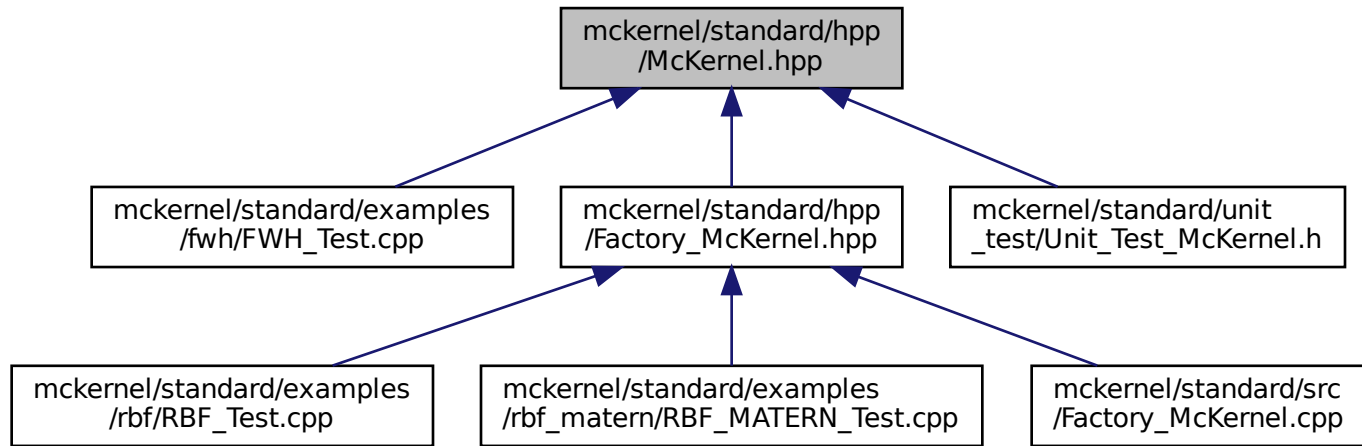 mckernel/standard/hpp
/McKernel.hpp
mckernel/standard/examples
/fwh/FWH_Test.cpp
mckernel/standard/hpp
/Factory_McKernel.hpp
mckernel/standard/unit
_test/Unit_Test_McKernel.h
mckernel/standard/examples
/rbf/RBF_Test.cpp
mckernel/standard/examples
/rbf_matern/RBF_MATERN_Test.cpp
mckernel/standard/src
/Factory_McKernel.cpp